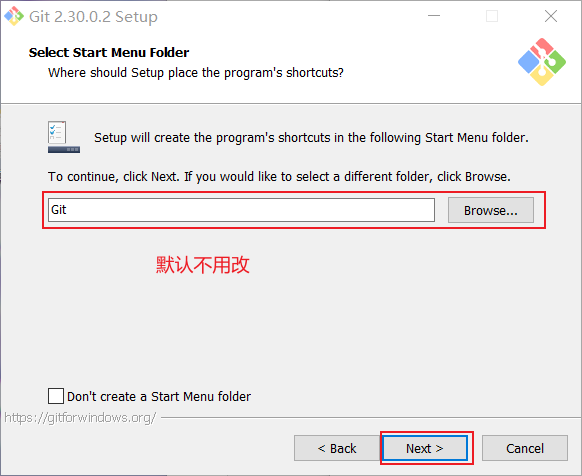 Git 2.30.0.2 Setup
Select Start Menu Folder
Where should Setup place the program's shortcuts?
Setup will create the program's shortcuts in the following Start Menu folder.
To continue, click Next. If you would like to select a different folder, click Browse.
Git
Browse...
默认不用改
Don't create a Start Menu folder
https://gitforwindows.org/
< Back
Next >
Cancel